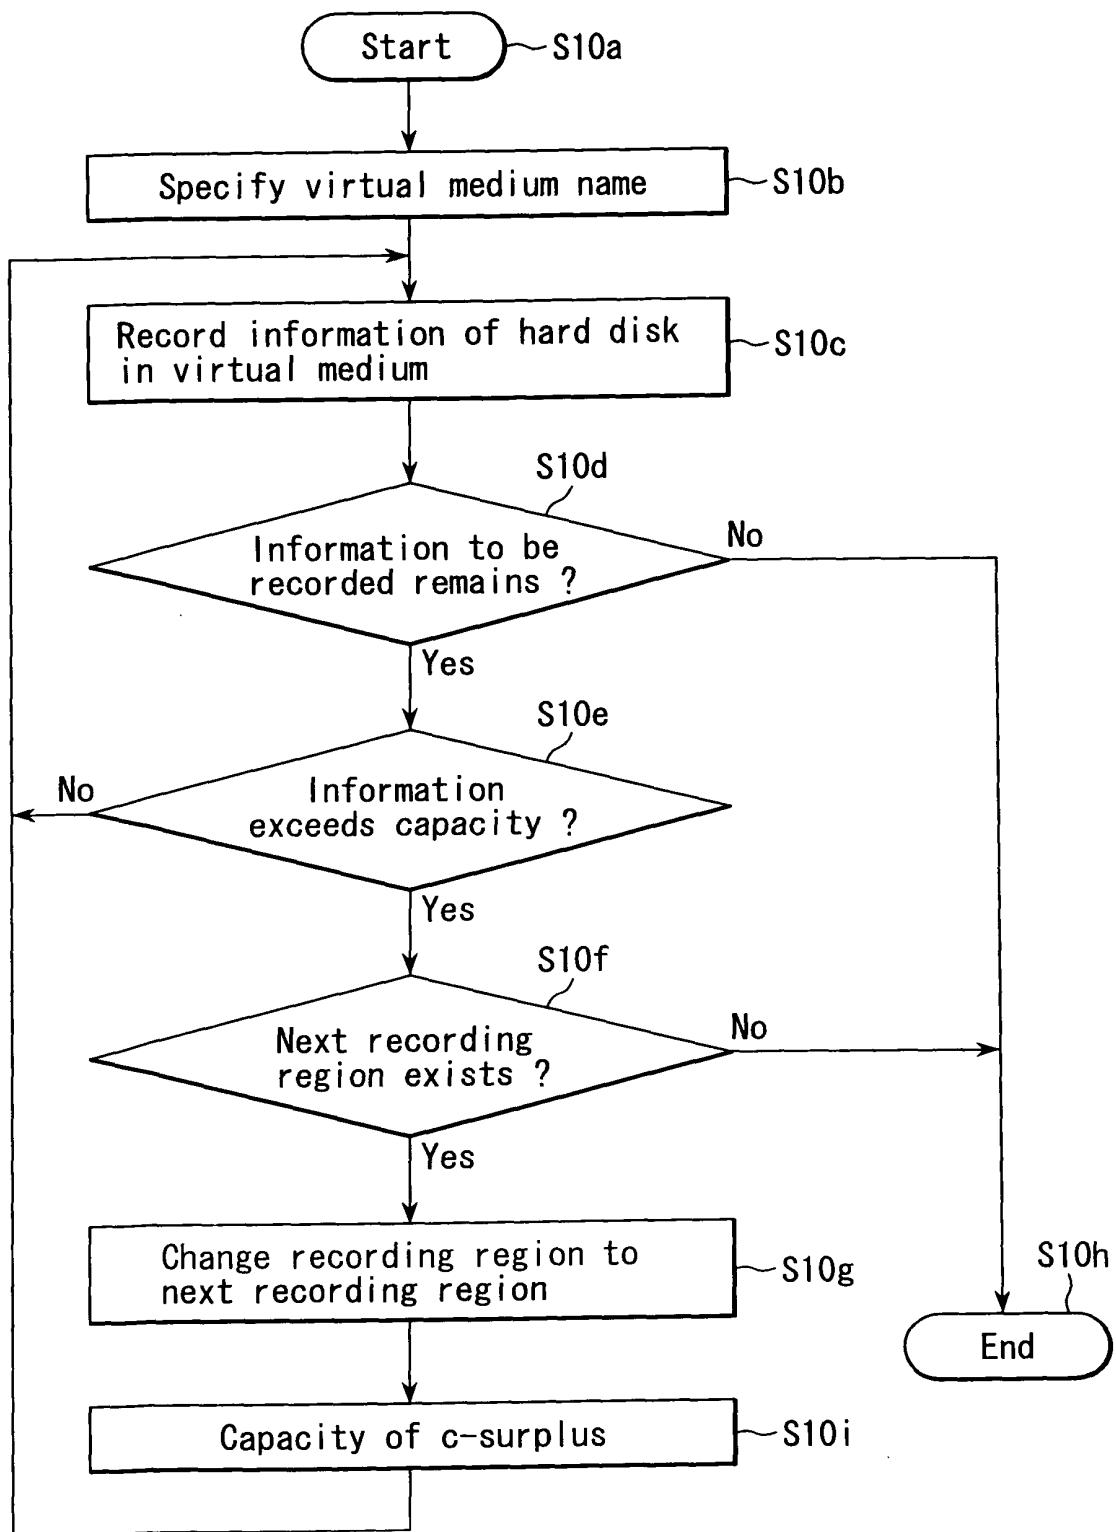 Start
S10a
Specify virtual medium name
S10b
Record information of hard disk
in virtual medium
S10c
S10d
Information to be
recorded remains ?
No
Yes
S10e
Information
exceeds capacity ?
No
Yes
S10f
Next recording
region exists ?
No
Yes
Change recording region to
next recording region
S10g
S10h
End
Capacity of c-surplus
S10i